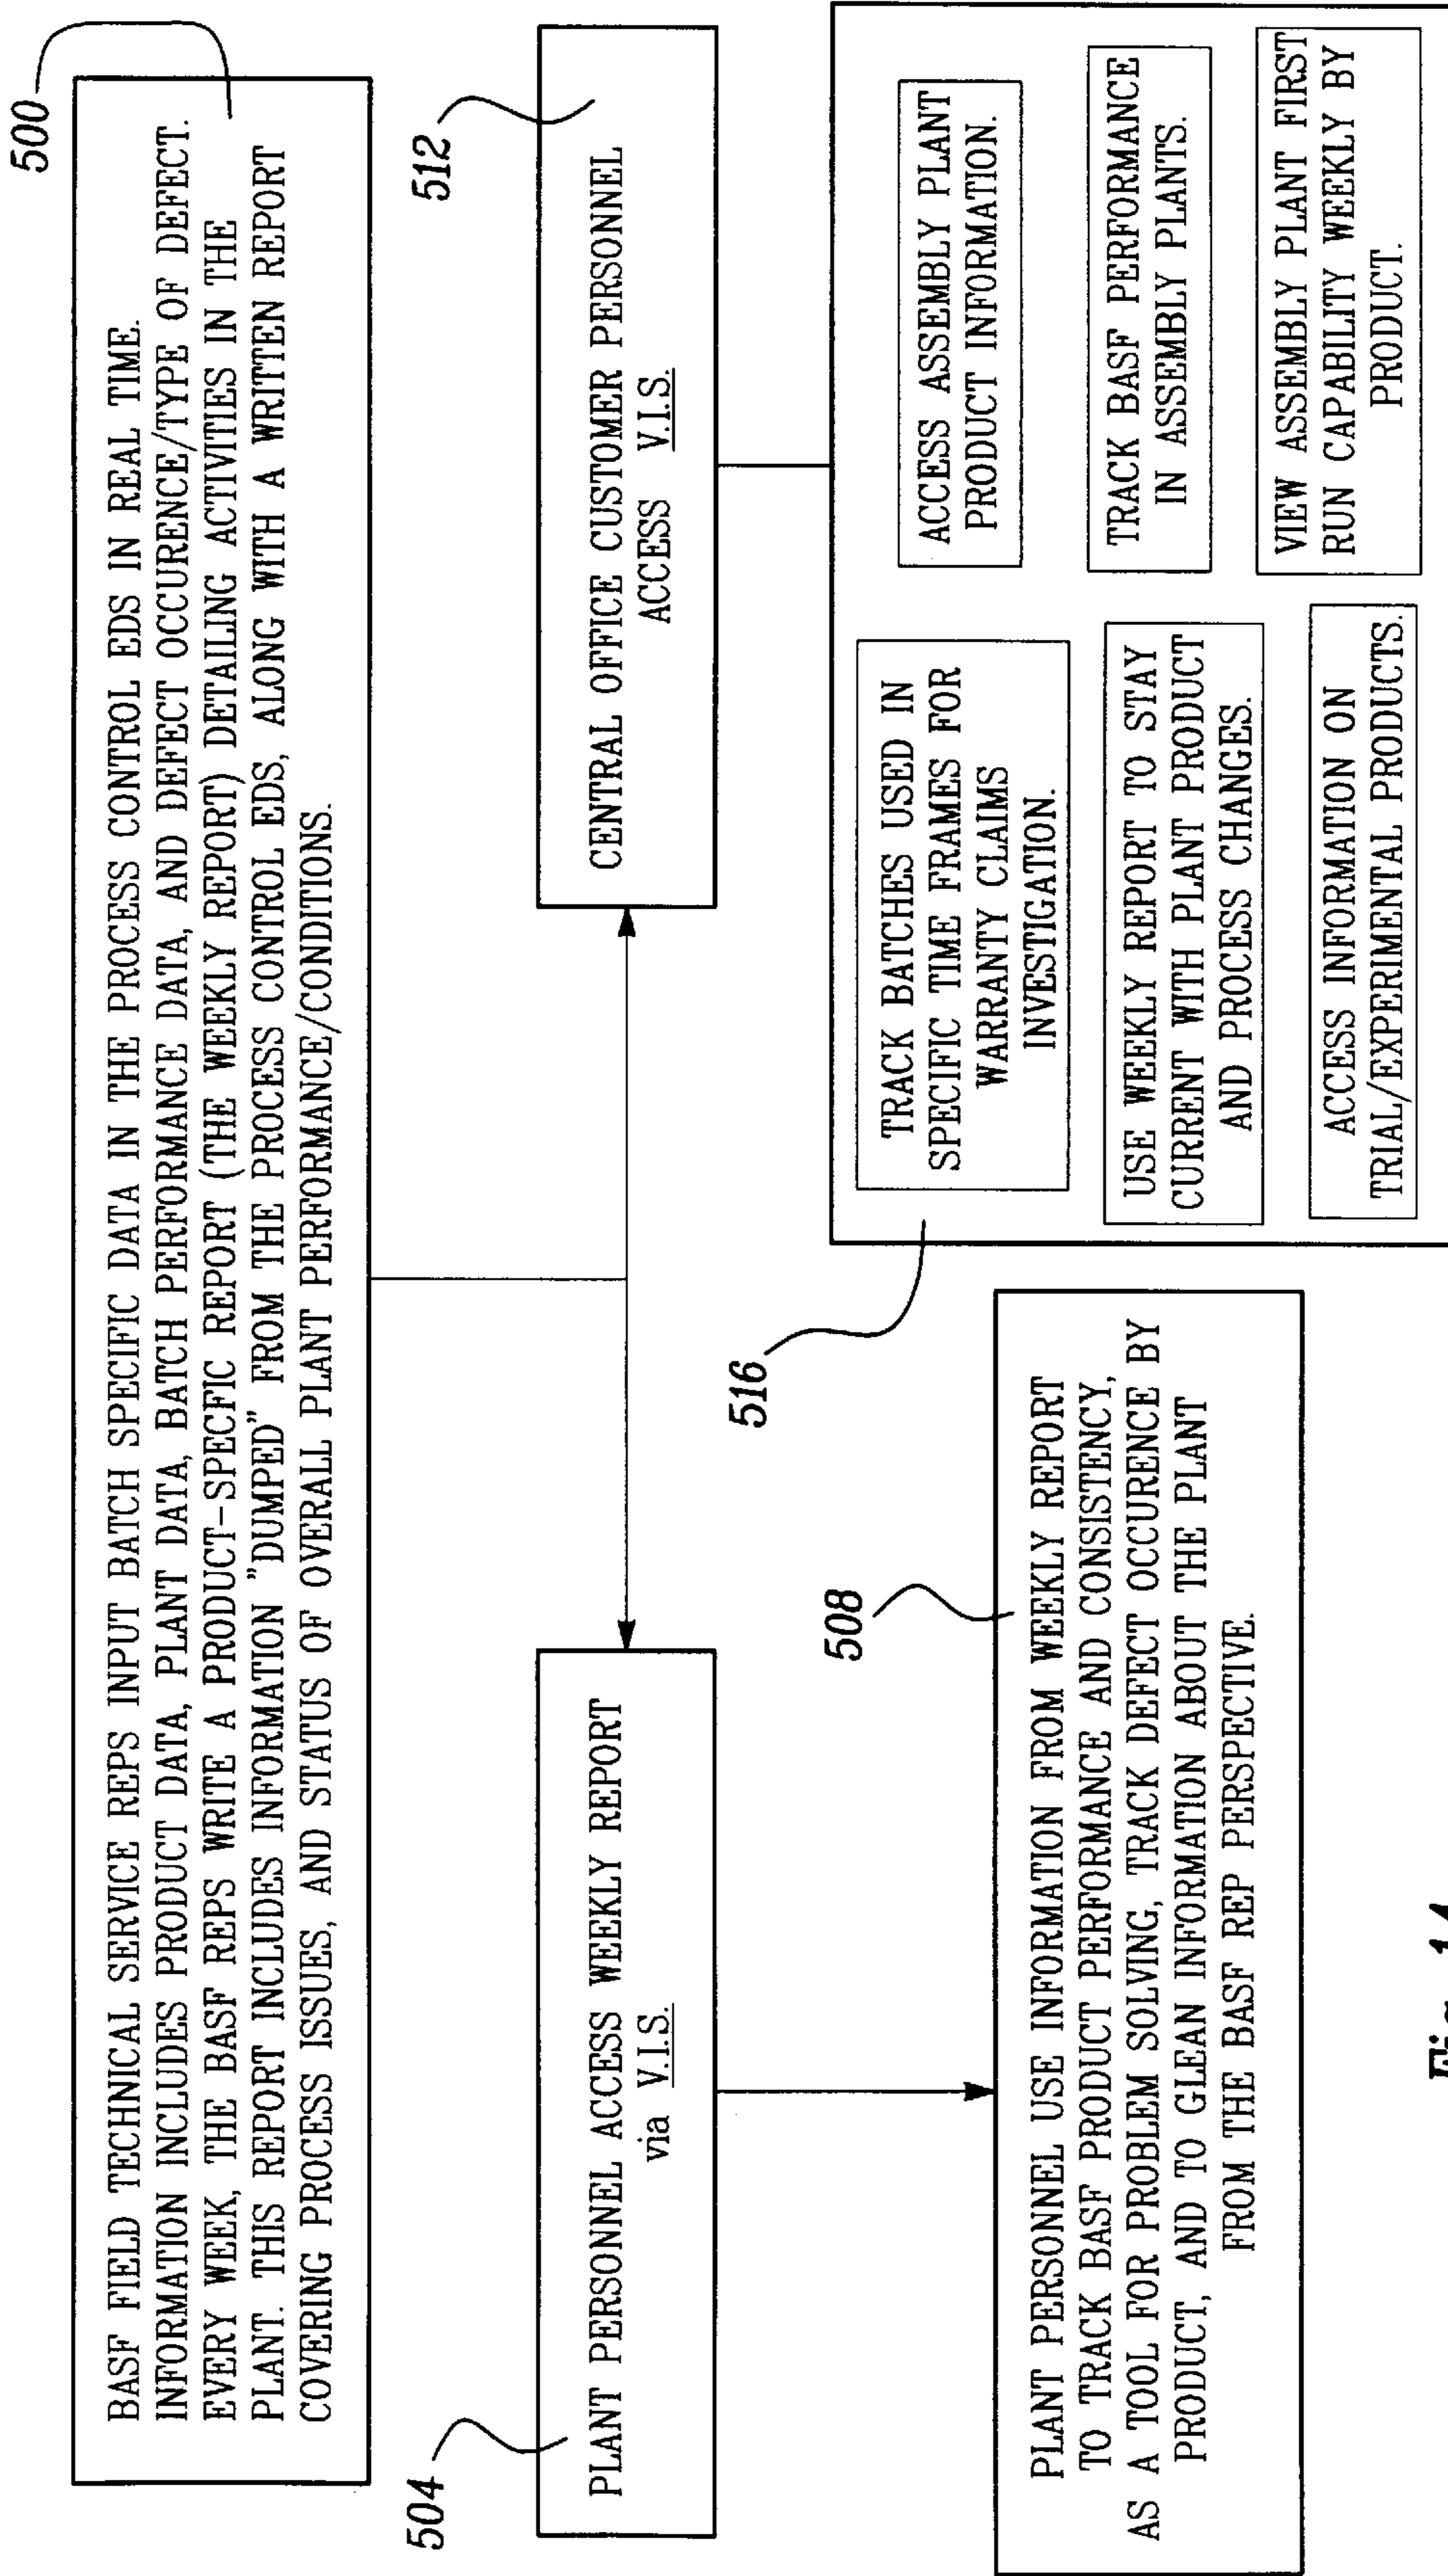 500
BASF FIELD TECHNICAL SERVICE REPS INPUT BATCH SPECIFIC DATA IN THE PROCESS CONTROL EDS IN REAL TIME.
INFORMATION INCLUDES PRODUCT DATA, PLANT DATA, BATCH PERFORMANCE DATA, AND DEFECT OCCURENCE/TYPE OF DEFECT.
EVERY WEEK, THE BASF REPS WRITE A PRODUCT-SPECFIC REPORT (THE WEEKLY REPORT) DETAILING ACTIVITIES IN THE
PLANT. THIS REPORT INCLUDES INFORMATION "DUMPED" FROM THE PROCESS CONTROL EDS, ALONG WITH A WRITTEN REPORT
COVERING PROCESS ISSUES, AND STATUS OF OVERALL PLANT PERFORMANCE/CONDITIONS.
504
PLANT PERSONNEL ACCESS WEEKLY REPORT
via V.I.S.
512
CENTRAL OFFICE CUSTOMER PERSONNEL
ACCESS V.I.S.
508
PLANT PERSONNEL USE INFORMATION FROM WEEKLY REPORT
TO TRACK BASF PRODUCT PERFORMANCE AND CONSISTENCY,
AS A TOOL FOR PROBLEM SOLVING, TRACK DEFECT OCCURENCE BY
PRODUCT, AND TO GLEAN INFORMATION ABOUT THE PLANT
FROM THE BASF REP PERSPECTIVE.
516
TRACK BATCHES USED IN
SPECIFIC TIME FRAMES FOR
WARRANTY CLAIMS
INVESTIGATION.
USE WEEKLY REPORT TO STAY
CURRENT WITH PLANT PRODUCT
AND PROCESS CHANGES.
ACCESS INFORMATION ON
TRIAL/EXPERIMENTAL PRODUCTS.
ACCESS ASSEMBLY PLANT
PRODUCT INFORMATION.
TRACK BASF PERFORMANCE
IN ASSEMBLY PLANTS.
VIEW ASSEMBLY PLANT FIRST
RUN CAPABILITY WEEKLY BY
PRODUCT.
Fig-14